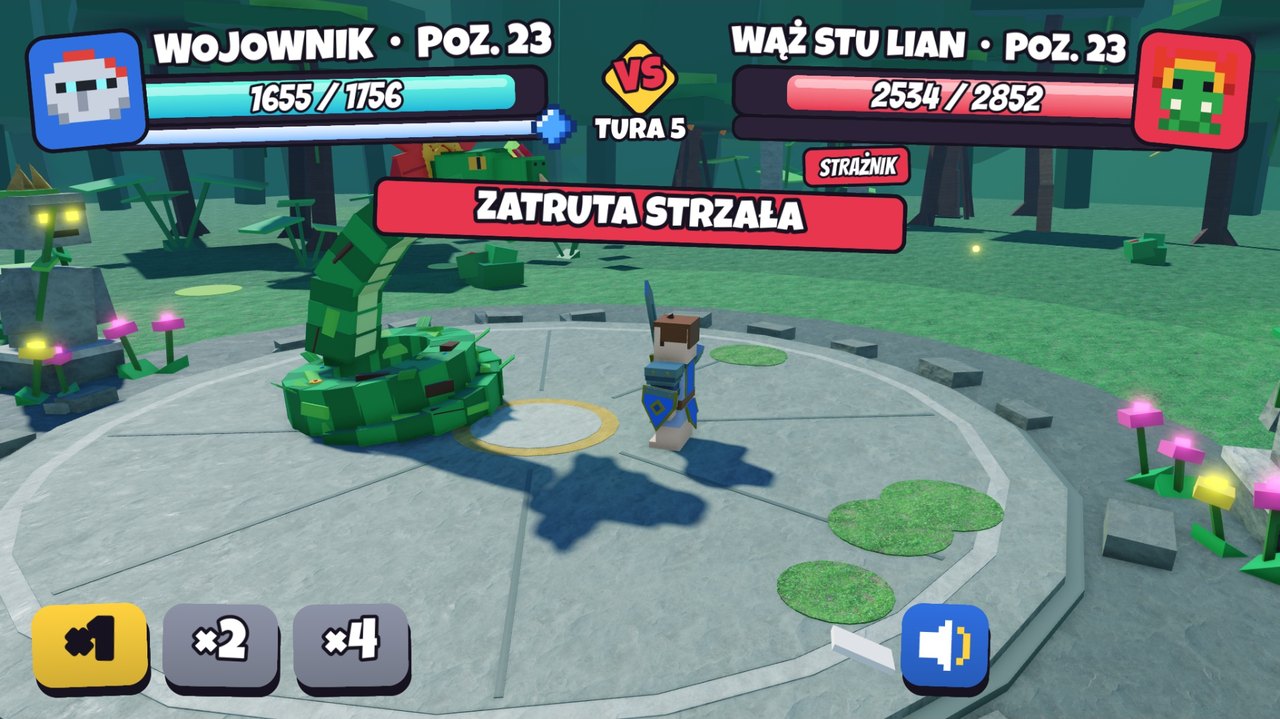 WOJOWNIK • POZ. 23
1655 / 1756
VS
TURA 5
WĄŻ STU LIAN • POZ. 23
2534 / 2852
STRAŻNIK
ZATRUTA STRZAŁA
×1
×2
×4